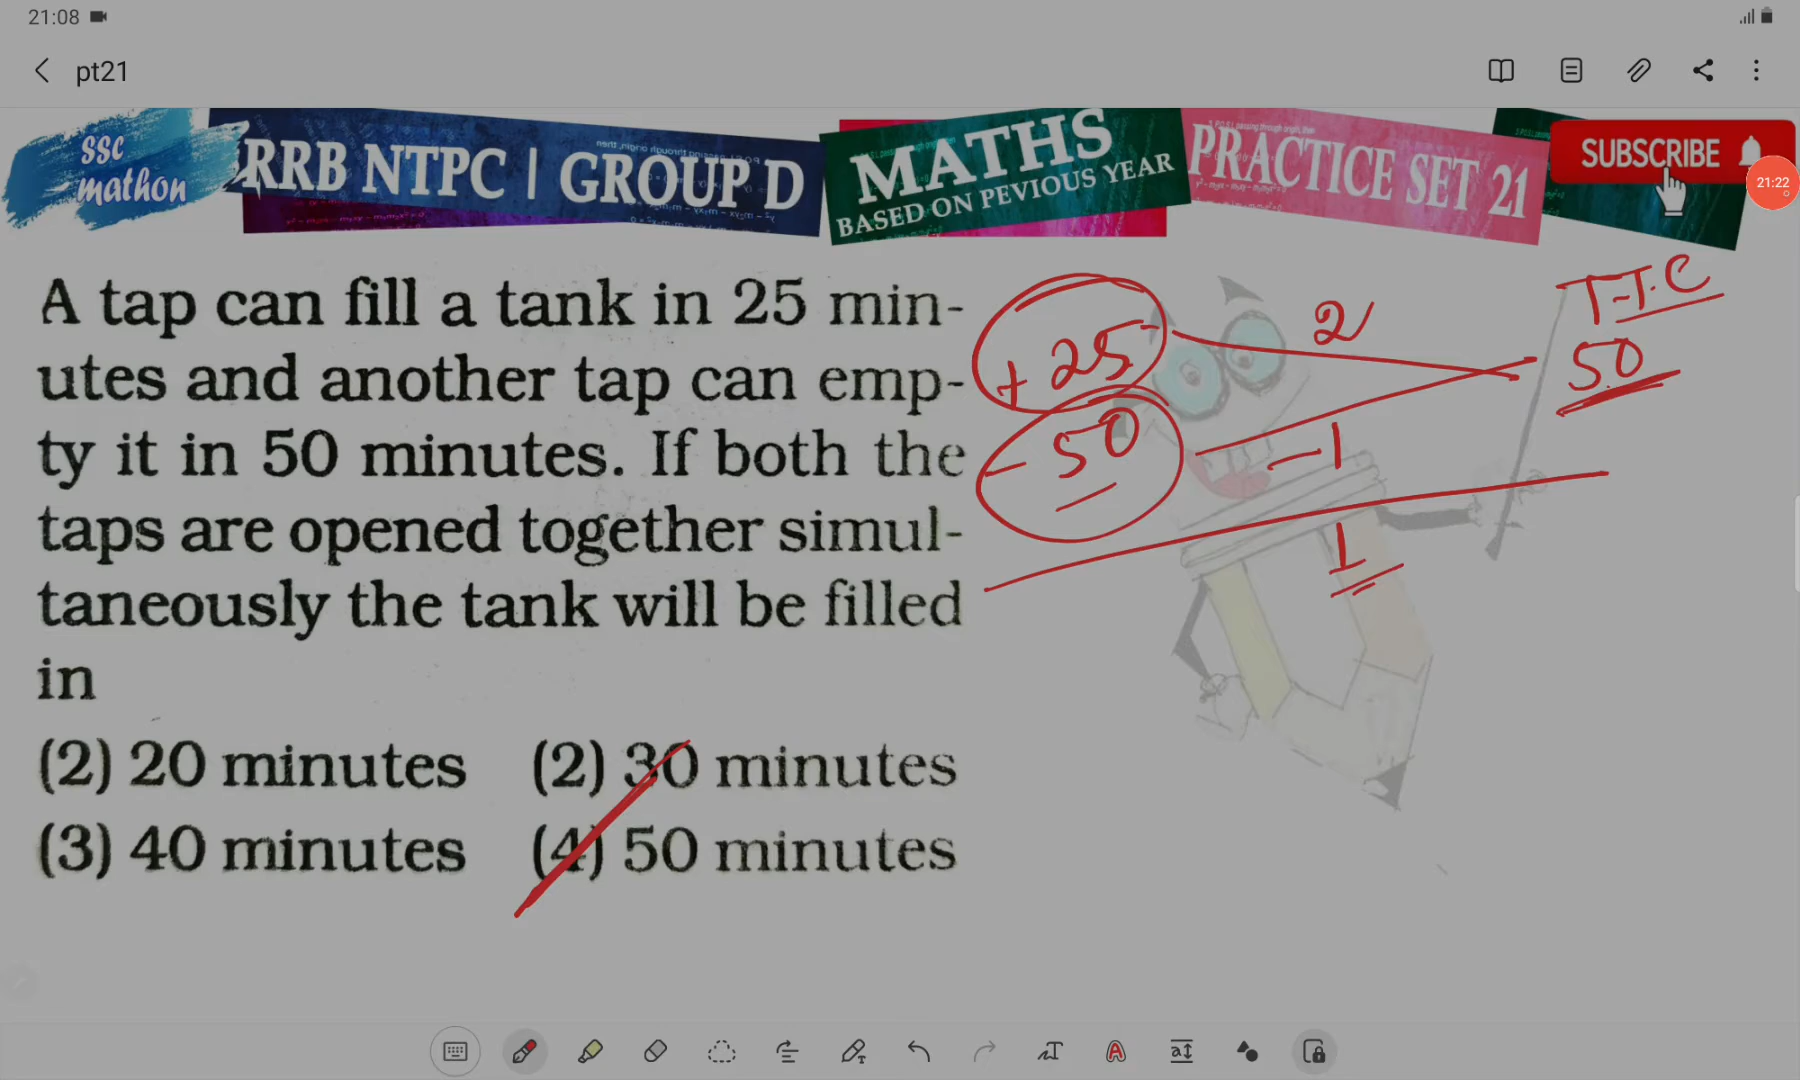 21:08
pt21
SSC
mathon
RRB NTPC | GROUP D
MATHS
BASED ON PEVIOUS YEAR
PRACTICE SET 21
SUBSCRIBE
21:22
A tap can fill a tank in 25 min-
utes and another tap can emp-
ty it in 50 minutes. If both the
taps are opened together simul-
taneously the tank will be filled
in
(2) 20 minutes (2) 30 minutes
(3) 40 minutes (4) 50 minutes
+ 25 2 T.T.C
50
- 50 -1
1